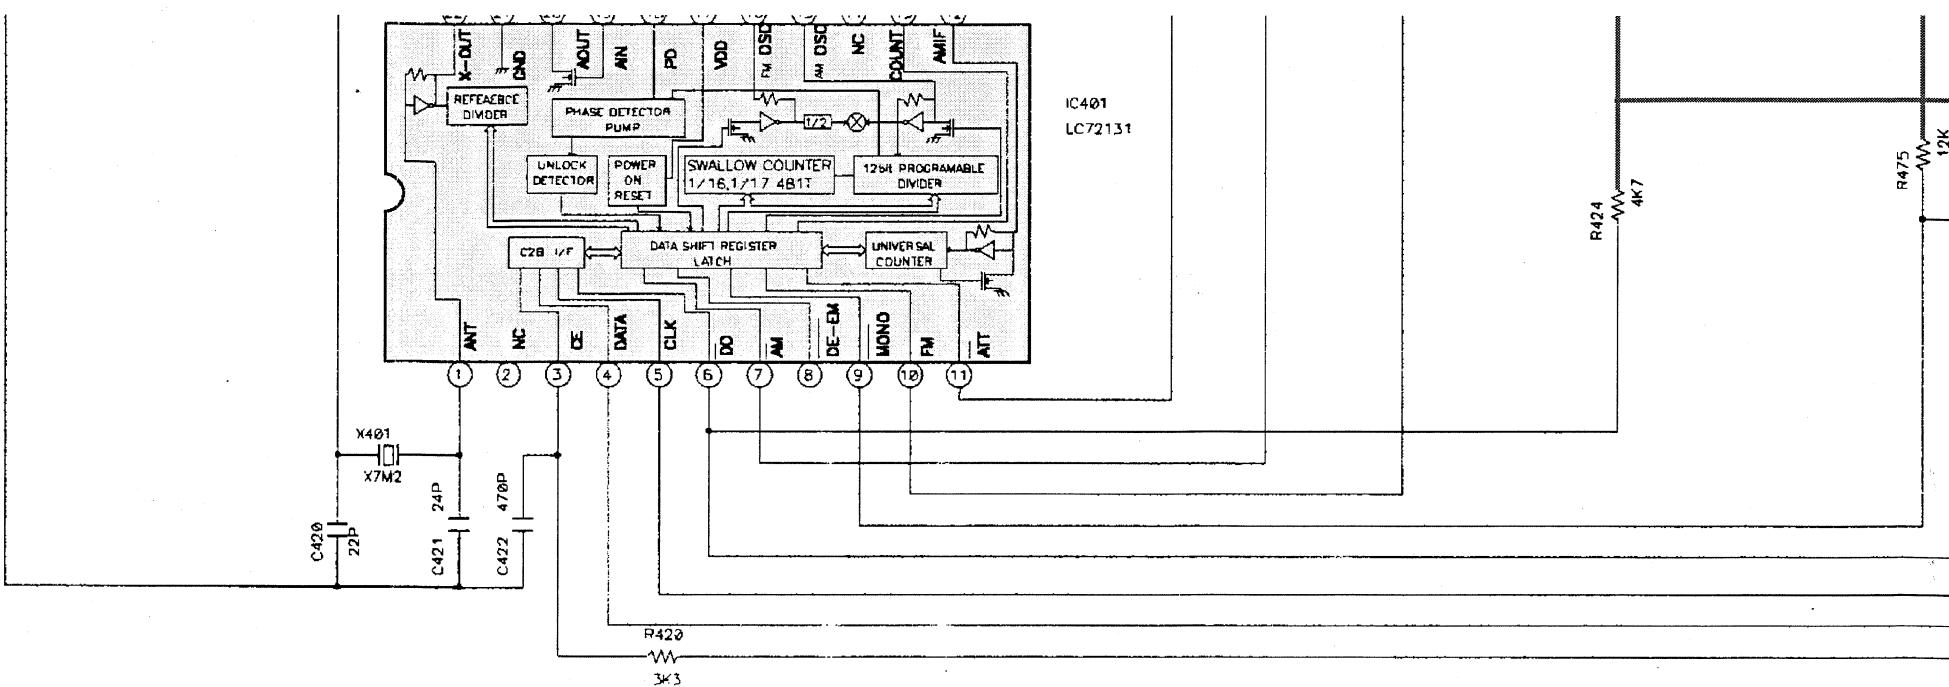 X-OUT
GND
AOUT
AIN
PD
VDD
FM OSC
AM OSC
NC
COUNT
AMIF
REFEAEBCE
DIVIDER
PHASE DETECTOR
PUMP
1/2
UNLOCK
DETECTOR
POWER
ON
RESET
SWALLOW COUNTER
1/16,1/17 4B1T
12bit PROGRAMABLE
DIVIDER
C2B I/F
DATA SHIFT REGISTER
LATCH
UNIVERSAL
COUNTER
ANT
NC
CE
DATA
CLK
DO
AM
DE-EM
MONO
FM
ATT
1
2
3
4
5
6
7
8
9
10
11
IC401
LC72131
R424
4K7
R475
12K
X401
X7M2
C420
22P
C421
24P
C422
470P
R420
3K3